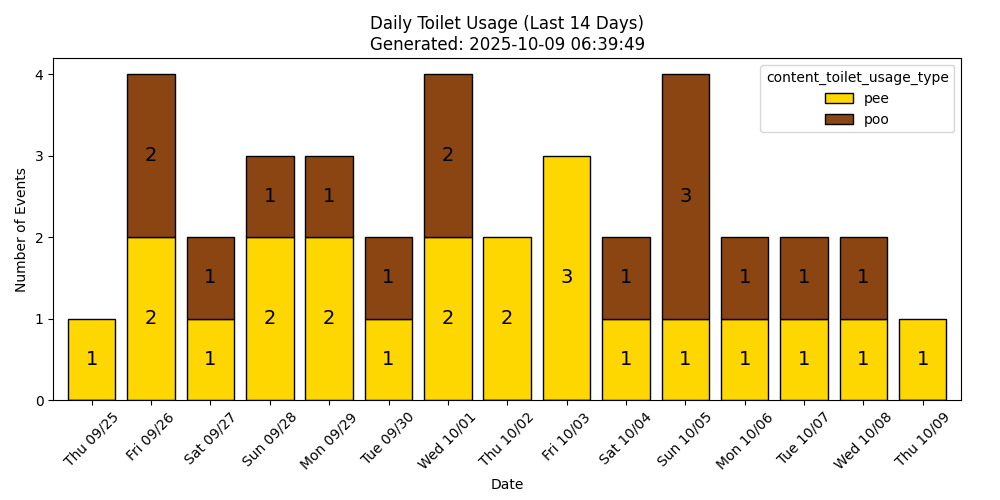 Daily Toilet Usage (Last 14 Days)
Generated: 2025-10-09 06:39:49
content_toilet_usage_type
pee
poo
Number of Events
4
3
2
1
0
2 2 3
1 1 1 1 1 1 1 1
2 2 2 2 2 3
1 1 1 1 1 1 1 1 1
Thu 09/25
Fri 09/26
Sat 09/27
Sun 09/28
Mon 09/29
Tue 09/30
Wed 10/01
Thu 10/02
Fri 10/03
Sat 10/04
Sun 10/05
Mon 10/06
Tue 10/07
Wed 10/08
Thu 10/09
Date